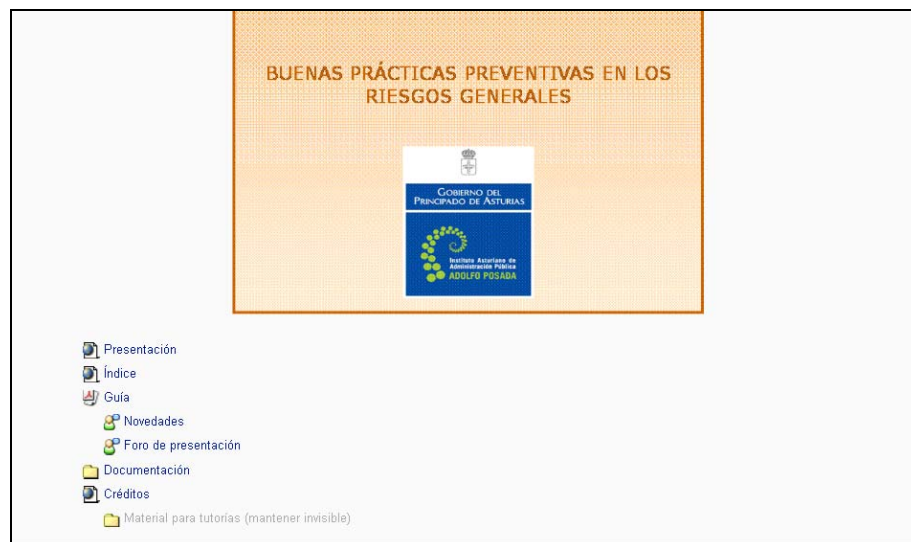 BUENAS PRÁCTICAS PREVENTIVAS EN LOS
RIESGOS GENERALES
GOBIERNO DEL
PRINCIPADO DE ASTURIAS
Instituto Asturiano de
Administración Pública
ADOLFO POSADA
Presentación
Índice
Guía
Novedades
Foro de presentación
Documentación
Créditos
Material para tutorías (mantener invisible)